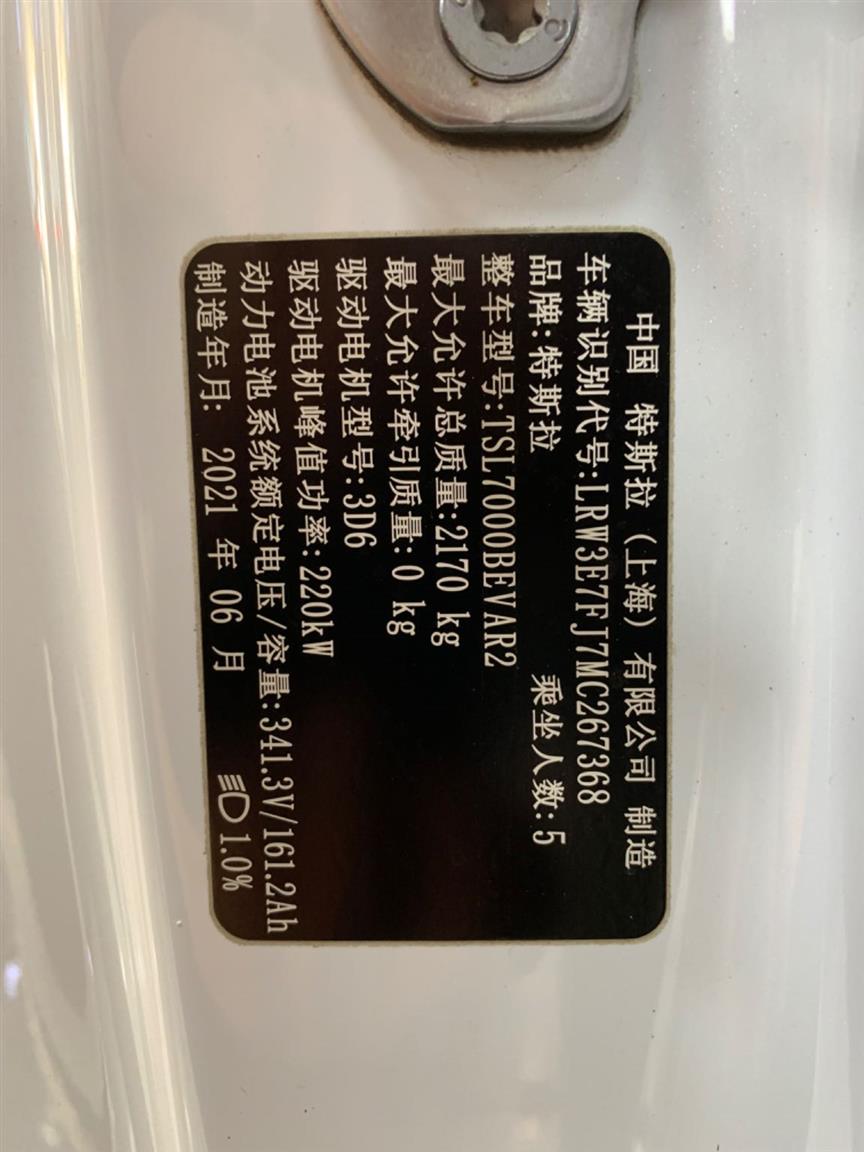 中国 特斯拉(上海)有限公司 制造
车辆识别代号:LRW3E7FJ7MC267368
品牌:特斯拉 乘坐人数:5
整车型号:TSL7000BEVAR2
最大允许总质量:2170 kg
最大允许牵引质量:0 kg
驱动电机型号:3D6
驱动电机峰值功率:220kW
动力电池系统额定电压/容量:341.3V/161.2Ah
制造年月: 2021 年 06 月 1.0%